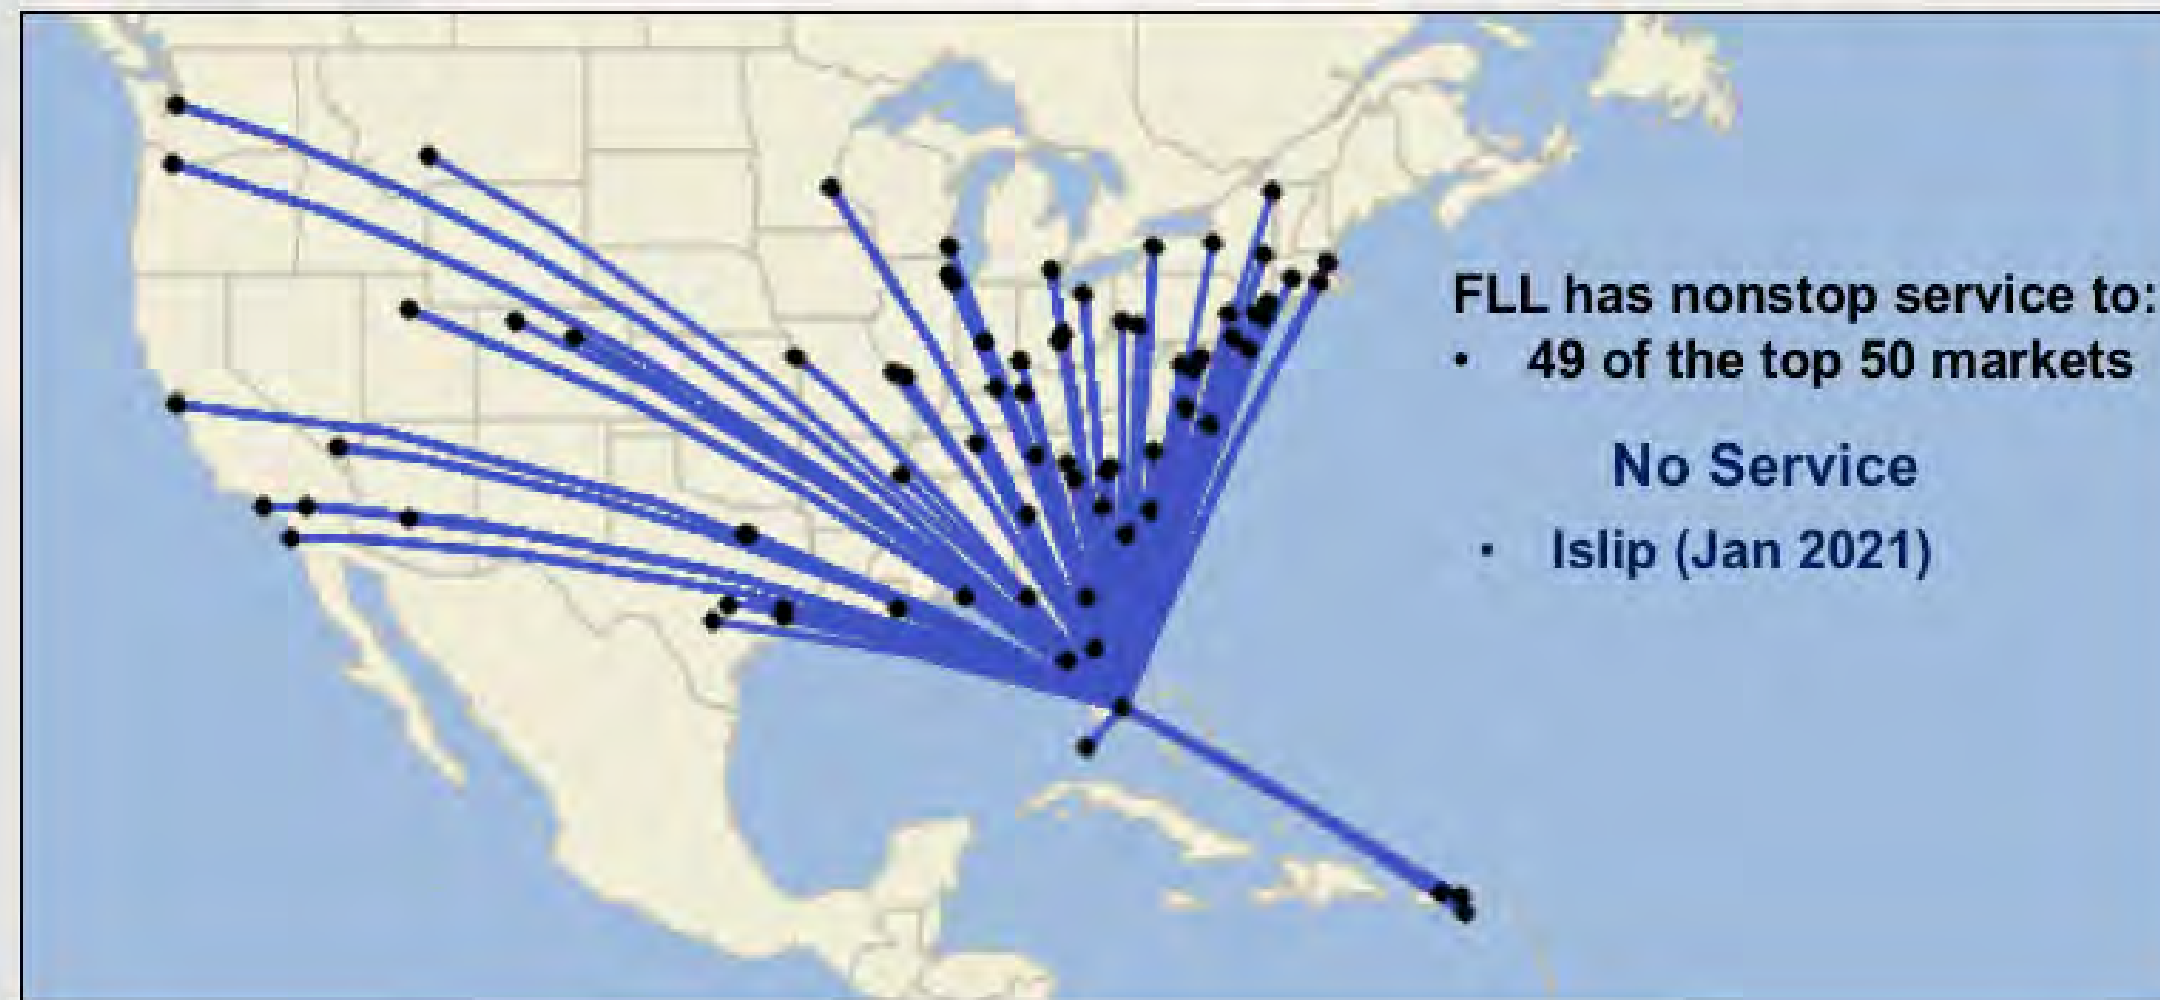 FLL has nonstop service to:
• 49 of the top 50 markets
No Service
• Islip (Jan 2021)